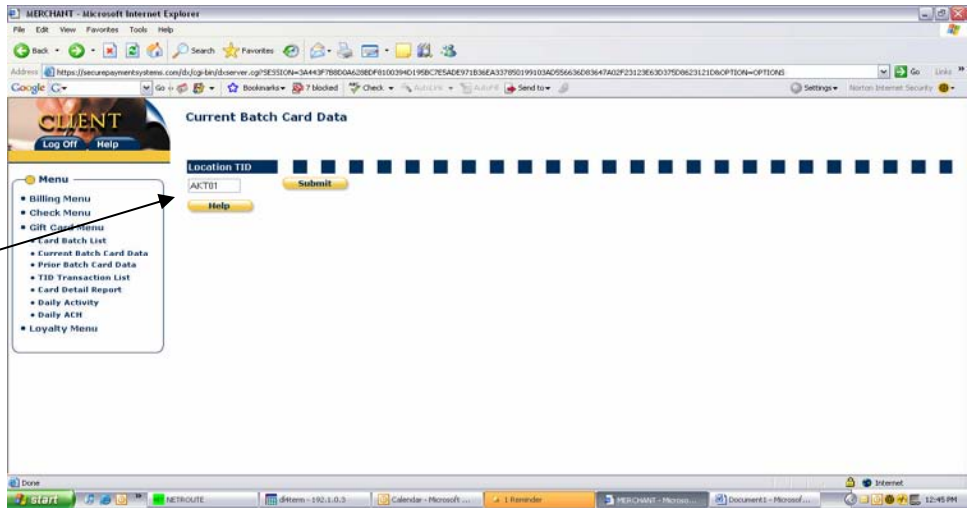 MERCHANT - Microsoft Internet Explorer
File Edit View Favorites Tools Help
Back Search Favorites
Address Go Links
Google G Go Bookmarks 7 blocked Check AutoLink AutoFill Send to Settings Norton Internet Security
CLIENT
Log Off Help
Current Batch Card Data
Location TID
AKT01 Submit
Help
Menu
• Billing Menu
• Check Menu
• Gift Card Menu
• Card Batch List
• Current Batch Card Data
• Prior Batch Card Data
• TID Transaction List
• Card Detail Report
• Daily Activity
• Daily ACH
• Loyalty Menu
Done Internet
start NETROUTE Calendar - Microsoft ... 1 Reminder MERCHANT - Microso... Document1 - Microsof... 12:45 PM